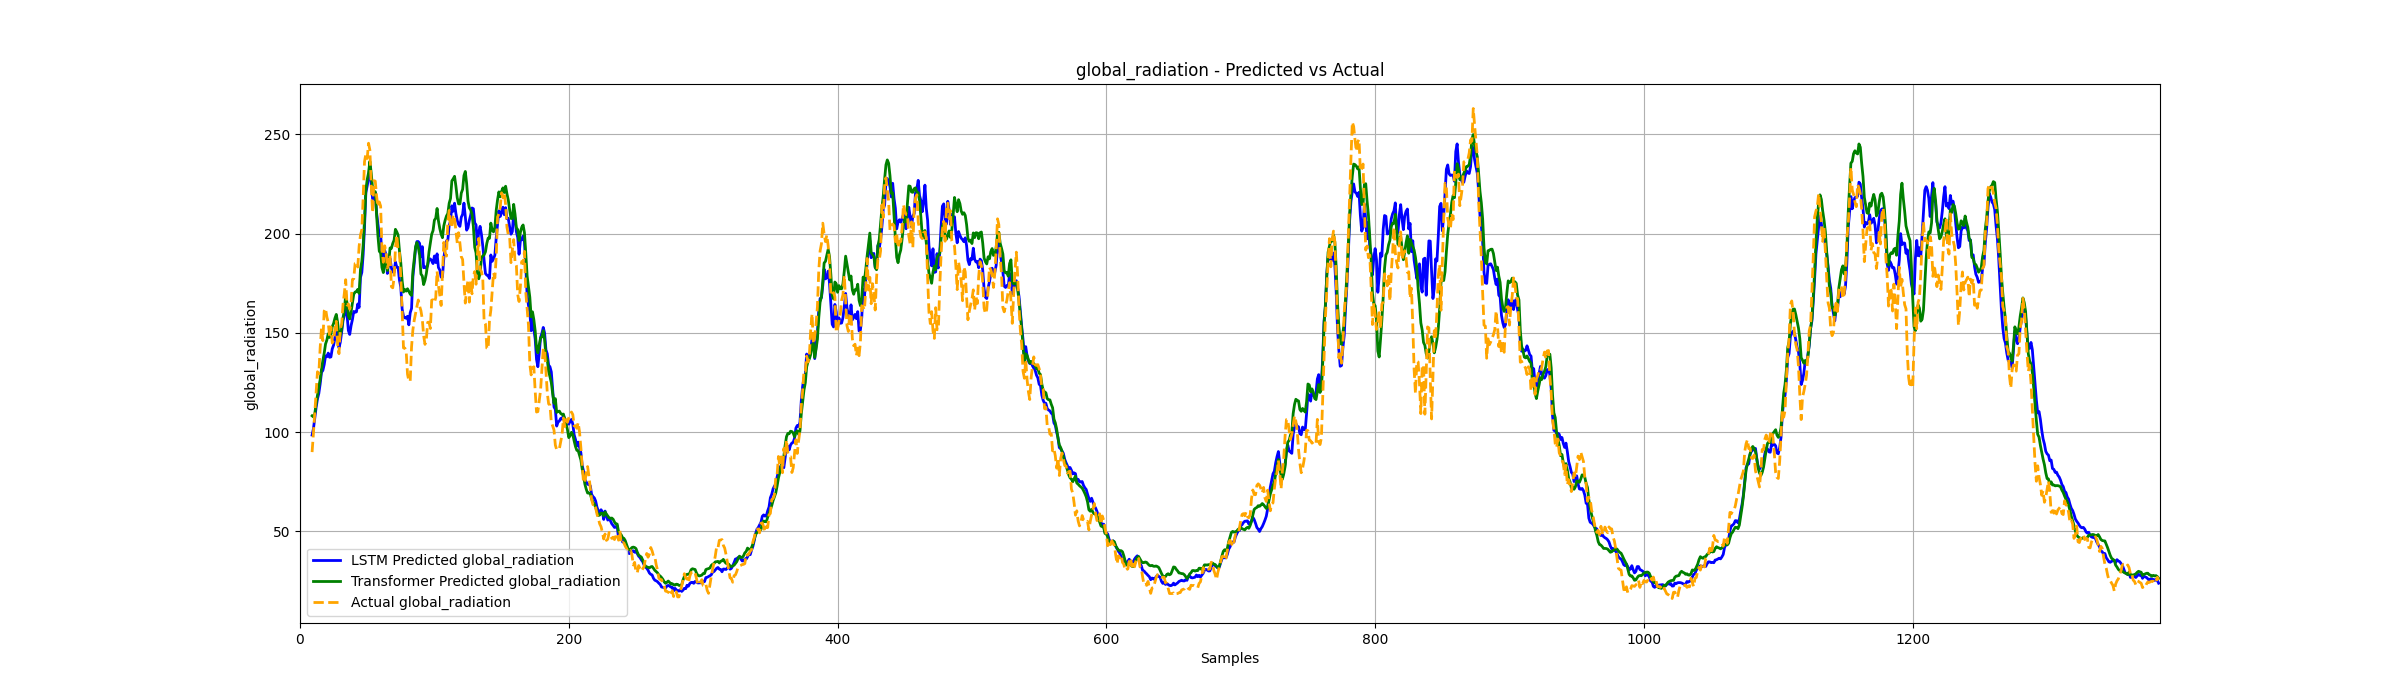 global_radiation - Predicted vs Actual
global_radiation
250
200
150
100
50
LSTM Predicted global_radiation
Transformer Predicted global_radiation
Actual global_radiation
0
200
400
600
800
1000
1200
Samples